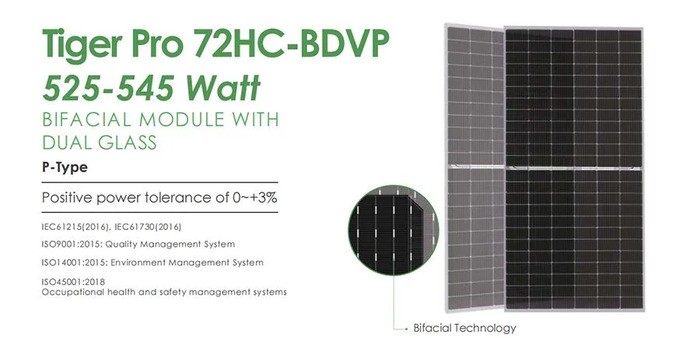 Tiger Pro 72HC-BDVP
525-545 Watt
BIFACIAL MODULE WITH
DUAL GLASS
P-Type
Positive power tolerance of 0~+3%
IEC61215(2016), IEC61730(2016)
ISO9001:2015: Quality Management System
ISO14001:2015: Environment Management System
ISO45001:2018
Occupational health and safety management systems
Bifacial Technology